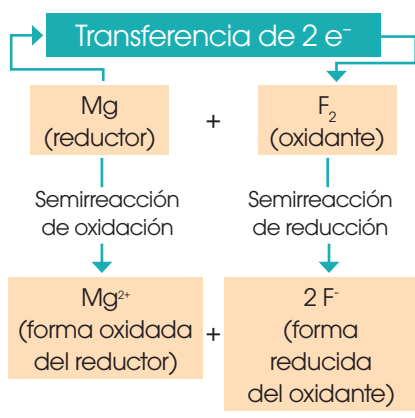 Transferencia de 2 e⁻
Mg
(reductor)
+
F₂
(oxidante)
Semirreacción
de oxidación
Semirreacción
de reducción
Mg²⁺
(forma oxidada
del reductor)
+
2 F⁻
(forma
reducida
del oxidante)